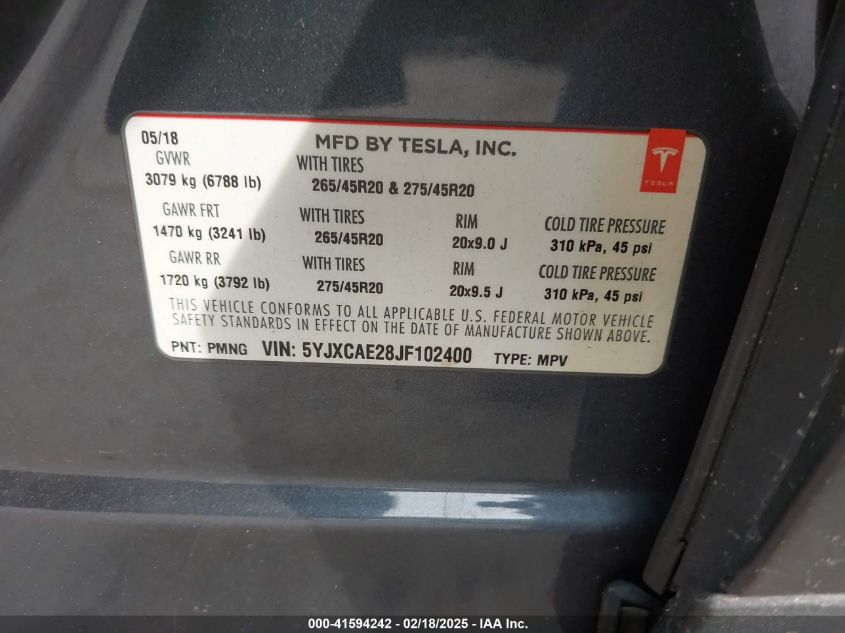 05/18 MFD BY TESLA, INC.
GVWR WITH TIRES
3079 kg (6788 lb) 265/45R20 & 275/45R20
TESLA
GAWR FRT WITH TIRES RIM COLD TIRE PRESSURE
1470 kg (3241 lb) 265/45R20 20x9.0 J 310 kPa, 45 psi
GAWR RR WITH TIRES RIM COLD TIRE PRESSURE
1720 kg (3792 lb) 275/45R20 20x9.5 J 310 kPa, 45 psi
THIS VEHICLE CONFORMS TO ALL APPLICABLE U.S. FEDERAL MOTOR VEHICLE
SAFETY STANDARDS IN EFFECT ON THE DATE OF MANUFACTURE SHOWN ABOVE.
PNT: PMNG VIN: 5YJXCAE28JF102400 TYPE: MPV
000-41594242 - 02/18/2025 - IAA Inc.